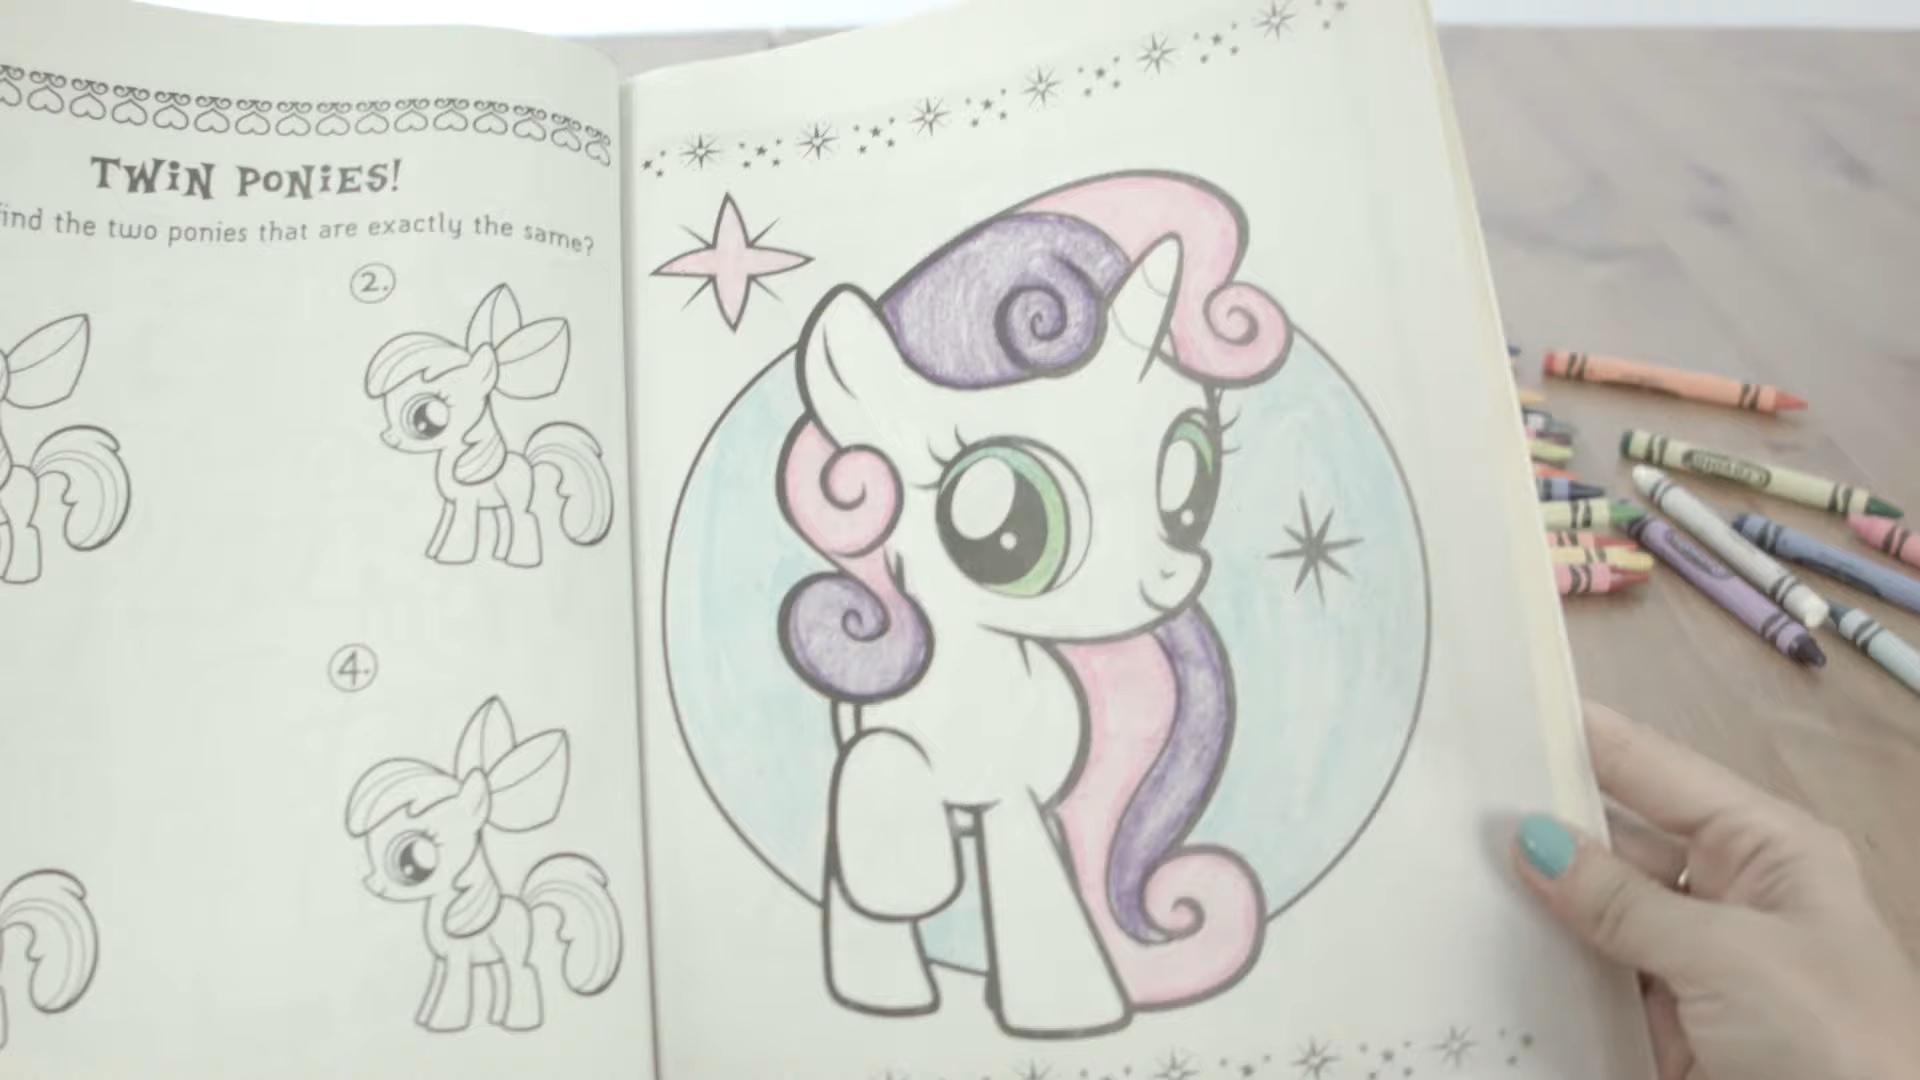 TWiN PONiES!
find the two ponies that are exactly the same?
2.
4.